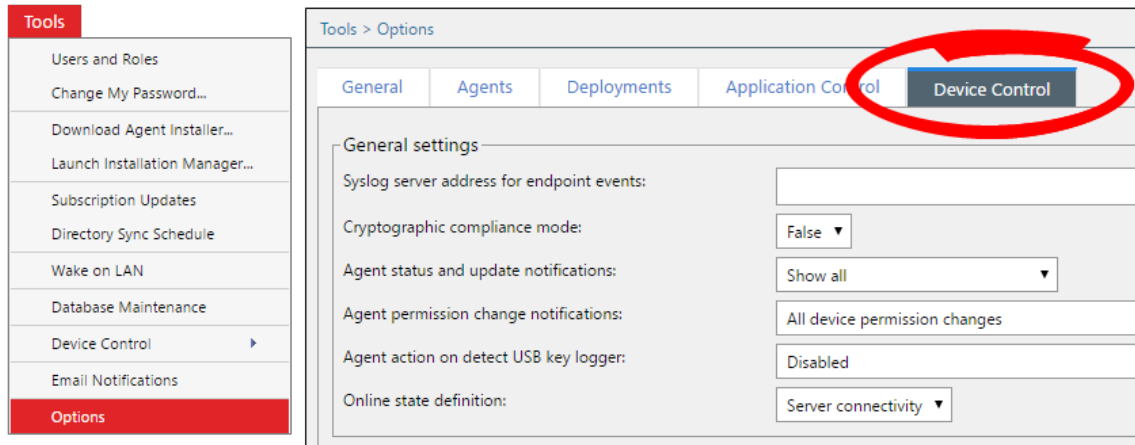 Tools
Users and Roles
Change My Password...
Download Agent Installer...
Launch Installation Manager...
Subscription Updates
Directory Sync Schedule
Wake on LAN
Database Maintenance
Device Control
Email Notifications
Options
Tools > Options
General
Agents
Deployments
Application Control
Device Control
General settings
Syslog server address for endpoint events:
Cryptographic compliance mode:
False
Agent status and update notifications:
Show all
Agent permission change notifications:
All device permission changes
Agent action on detect USB key logger:
Disabled
Online state definition:
Server connectivity